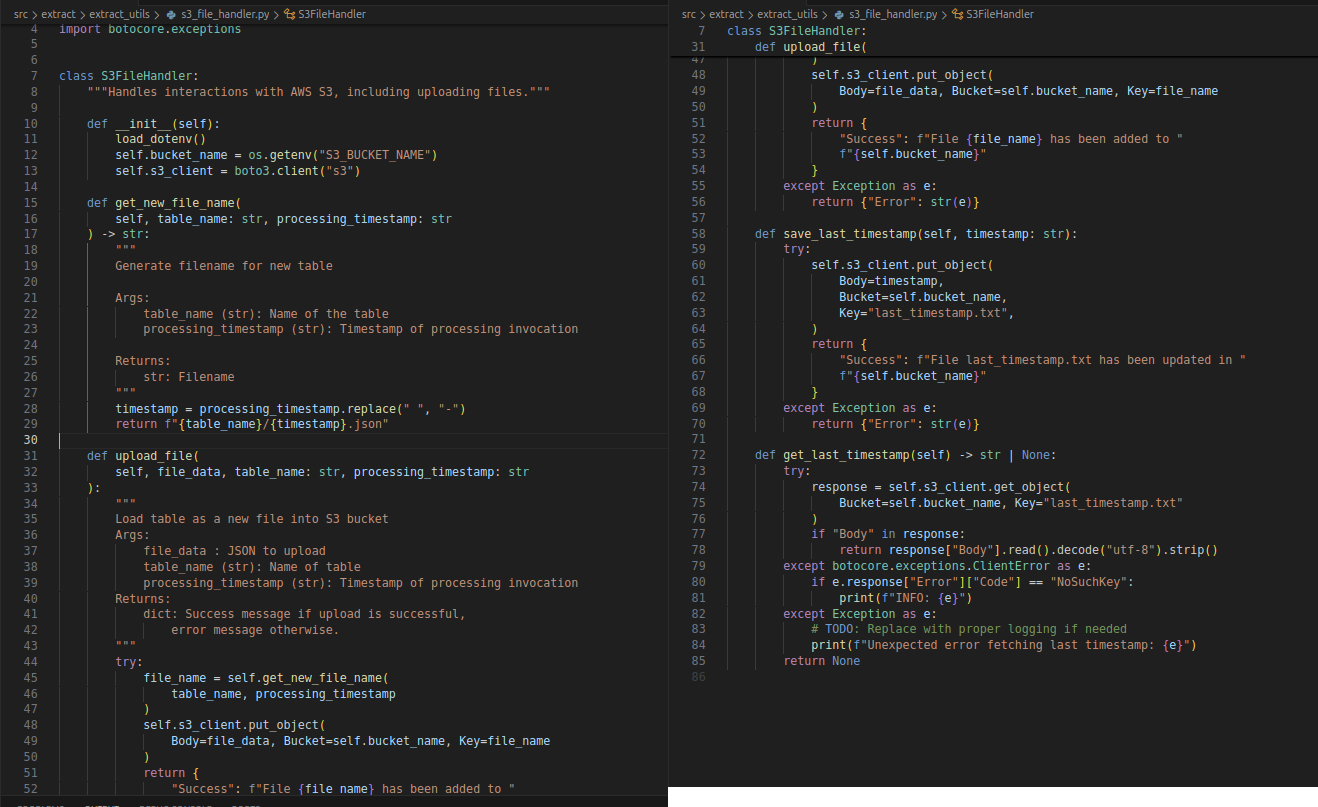 src > extract > extract_utils > s3_file_handler.py > S3FileHandler
4 import botocore.exceptions
5
6
7 class S3FileHandler:
8     """Handles interactions with AWS S3, including uploading files."""
9
10     def __init__(self):
11         load_dotenv()
12         self.bucket_name = os.getenv("S3_BUCKET_NAME")
13         self.s3_client = boto3.client("s3")
14
15     def get_new_file_name(
16         self, table_name: str, processing_timestamp: str
17     ) -> str:
18         """
19         Generate filename for new table
20
21         Args:
22             table_name (str): Name of the table
23             processing_timestamp (str): Timestamp of processing invocation
24
25         Returns:
26             str: Filename
27         """
28         timestamp = processing_timestamp.replace(" ", "-")
29         return f"{table_name}/{timestamp}.json"
30
31     def upload_file(
32         self, file_data, table_name: str, processing_timestamp: str
33     ):
34         """
35         Load table as a new file into S3 bucket
36         Args:
37             file_data : JSON to upload
38             table_name (str): Name of table
39             processing_timestamp (str): Timestamp of processing invocation
40         Returns:
41             dict: Success message if upload is successful,
42                 error message otherwise.
43         """
44         try:
45             file_name = self.get_new_file_name(
46                 table_name, processing_timestamp
47             )
48             self.s3_client.put_object(
49                 Body=file_data, Bucket=self.bucket_name, Key=file_name
50             )
51             return {
52                 "Success": f"File {file_name} has been added to "
src > extract > extract_utils > s3_file_handler.py > S3FileHandler
7 class S3FileHandler:
31     def upload_file(
47             )
48             self.s3_client.put_object(
49                 Body=file_data, Bucket=self.bucket_name, Key=file_name
50             )
51             return {
52                 "Success": f"File {file_name} has been added to "
53                 f"{self.bucket_name}"
54             }
55         except Exception as e:
56             return {"Error": str(e)}
57
58     def save_last_timestamp(self, timestamp: str):
59         try:
60             self.s3_client.put_object(
61                 Body=timestamp,
62                 Bucket=self.bucket_name,
63                 Key="last_timestamp.txt",
64             )
65             return {
66                 "Success": f"File last_timestamp.txt has been updated in "
67                 f"{self.bucket_name}"
68             }
69         except Exception as e:
70             return {"Error": str(e)}
71
72     def get_last_timestamp(self) -> str | None:
73         try:
74             response = self.s3_client.get_object(
75                 Bucket=self.bucket_name, Key="last_timestamp.txt"
76             )
77             if "Body" in response:
78                 return response["Body"].read().decode("utf-8").strip()
79         except botocore.exceptions.ClientError as e:
80             if e.response["Error"]["Code"] == "NoSuchKey":
81                 print(f"INFO: {e}")
82         except Exception as e:
83             # TODO: Replace with proper logging if needed
84             print(f"Unexpected error fetching last timestamp: {e}")
85         return None
86